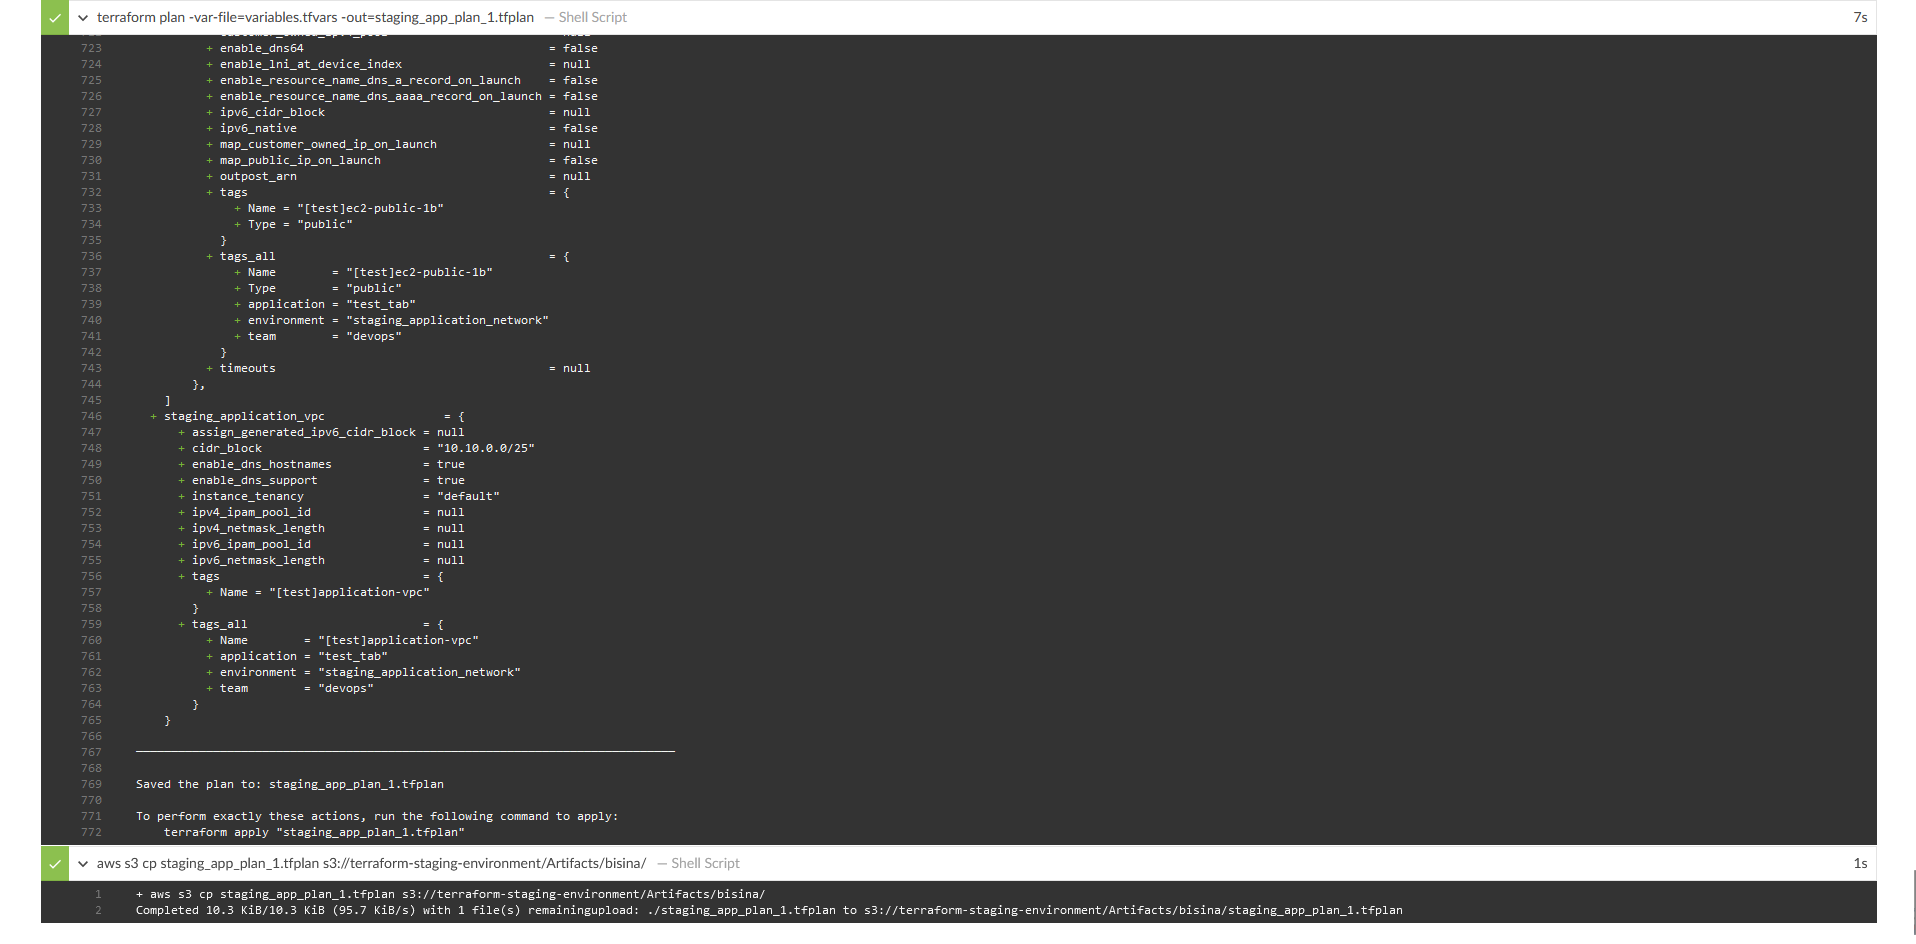 terraform plan -var-file=variables.tfvars -out=staging_app_plan_1.tfplan — Shell Script 7s
723 + enable_dns64 = false
724 + enable_lni_at_device_index = null
725 + enable_resource_name_dns_a_record_on_launch = false
726 + enable_resource_name_dns_aaaa_record_on_launch = false
727 + ipv6_cidr_block = null
728 + ipv6_native = false
729 + map_customer_owned_ip_on_launch = null
730 + map_public_ip_on_launch = false
731 + outpost_arn = null
732 + tags = {
733 + Name = "[test]ec2-public-1b"
734 + Type = "public"
735 }
736 + tags_all = {
737 + Name = "[test]ec2-public-1b"
738 + Type = "public"
739 + application = "test_tab"
740 + environment = "staging_application_network"
741 + team = "devops"
742 }
743 + timeouts = null
744 },
745 ]
746 + staging_application_vpc = {
747 + assign_generated_ipv6_cidr_block = null
748 + cidr_block = "10.10.0.0/25"
749 + enable_dns_hostnames = true
750 + enable_dns_support = true
751 + instance_tenancy = "default"
752 + ipv4_ipam_pool_id = null
753 + ipv4_netmask_length = null
754 + ipv6_ipam_pool_id = null
755 + ipv6_netmask_length = null
756 + tags = {
757 + Name = "[test]application-vpc"
758 }
759 + tags_all = {
760 + Name = "[test]application-vpc"
761 + application = "test_tab"
762 + environment = "staging_application_network"
763 + team = "devops"
764 }
765 }
766
767
768
769 Saved the plan to: staging_app_plan_1.tfplan
770
771 To perform exactly these actions, run the following command to apply:
772 terraform apply "staging_app_plan_1.tfplan"
aws s3 cp staging_app_plan_1.tfplan s3://terraform-staging-environment/Artifacts/bisina/ — Shell Script 1s
1 + aws s3 cp staging_app_plan_1.tfplan s3://terraform-staging-environment/Artifacts/bisina/
2 Completed 10.3 KiB/10.3 KiB (95.7 KiB/s) with 1 file(s) remainingupload: ./staging_app_plan_1.tfplan to s3://terraform-staging-environment/Artifacts/bisina/staging_app_plan_1.tfplan